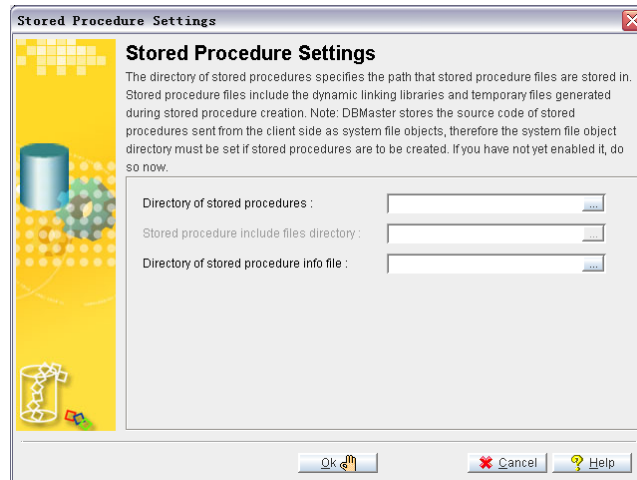 Stored Procedure Settings
Stored Procedure Settings
The directory of stored procedures specifies the path that stored procedure files are stored in.
Stored procedure files include the dynamic linking libraries and temporary files generated
during stored procedure creation. Note: DBMaster stores the source code of stored
procedures sent from the client side as system file objects, therefore the system file object
directory must be set if stored procedures are to be created. If you have not yet enabled it, do
so now.
Directory of stored procedures :
...
Stored procedure include files directory :
...
Directory of stored procedure info file :
...
Ok
Cancel
Help